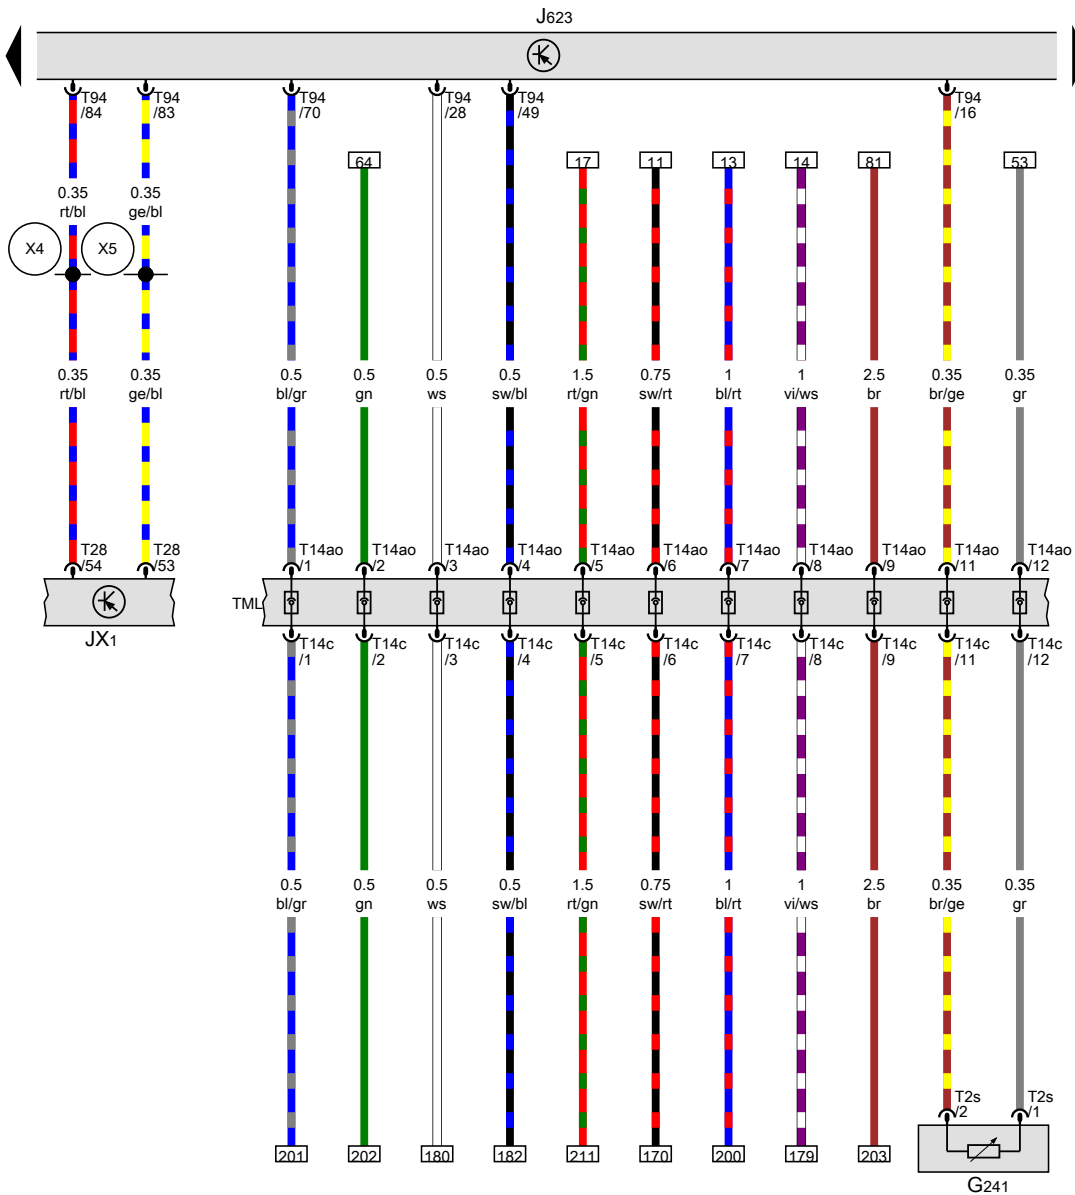 J623
T94 T94 T94 T94 T94 T94
/84 /83 /70 /28 /49 /16
64 17 11 13 14 81 53
0.35 0.35
rt/bl ge/bl
X4 X5
0.35 0.35 0.5 0.5 0.5 0.5 1.5 0.75 1 1 2.5 0.35 0.35
rt/bl ge/bl bl/gr gn ws sw/bl rt/gn sw/rt bl/rt vi/ws br br/ge gr
T28 T28 T14ao T14ao T14ao T14ao T14ao T14ao T14ao T14ao T14ao T14ao T14ao
/54 /53 /1 /2 /3 /4 /5 /6 /7 /8 /9 /11 /12
TML
JX1
T14c T14c T14c T14c T14c T14c T14c T14c T14c T14c T14c
/1 /2 /3 /4 /5 /6 /7 /8 /9 /11 /12
0.5 0.5 0.5 0.5 1.5 0.75 1 1 2.5 0.35 0.35
bl/gr gn ws sw/bl rt/gn sw/rt bl/rt vi/ws br br/ge gr
T2s T2s
/2 /1
201 202 180 182 211 170 200 179 203
G241